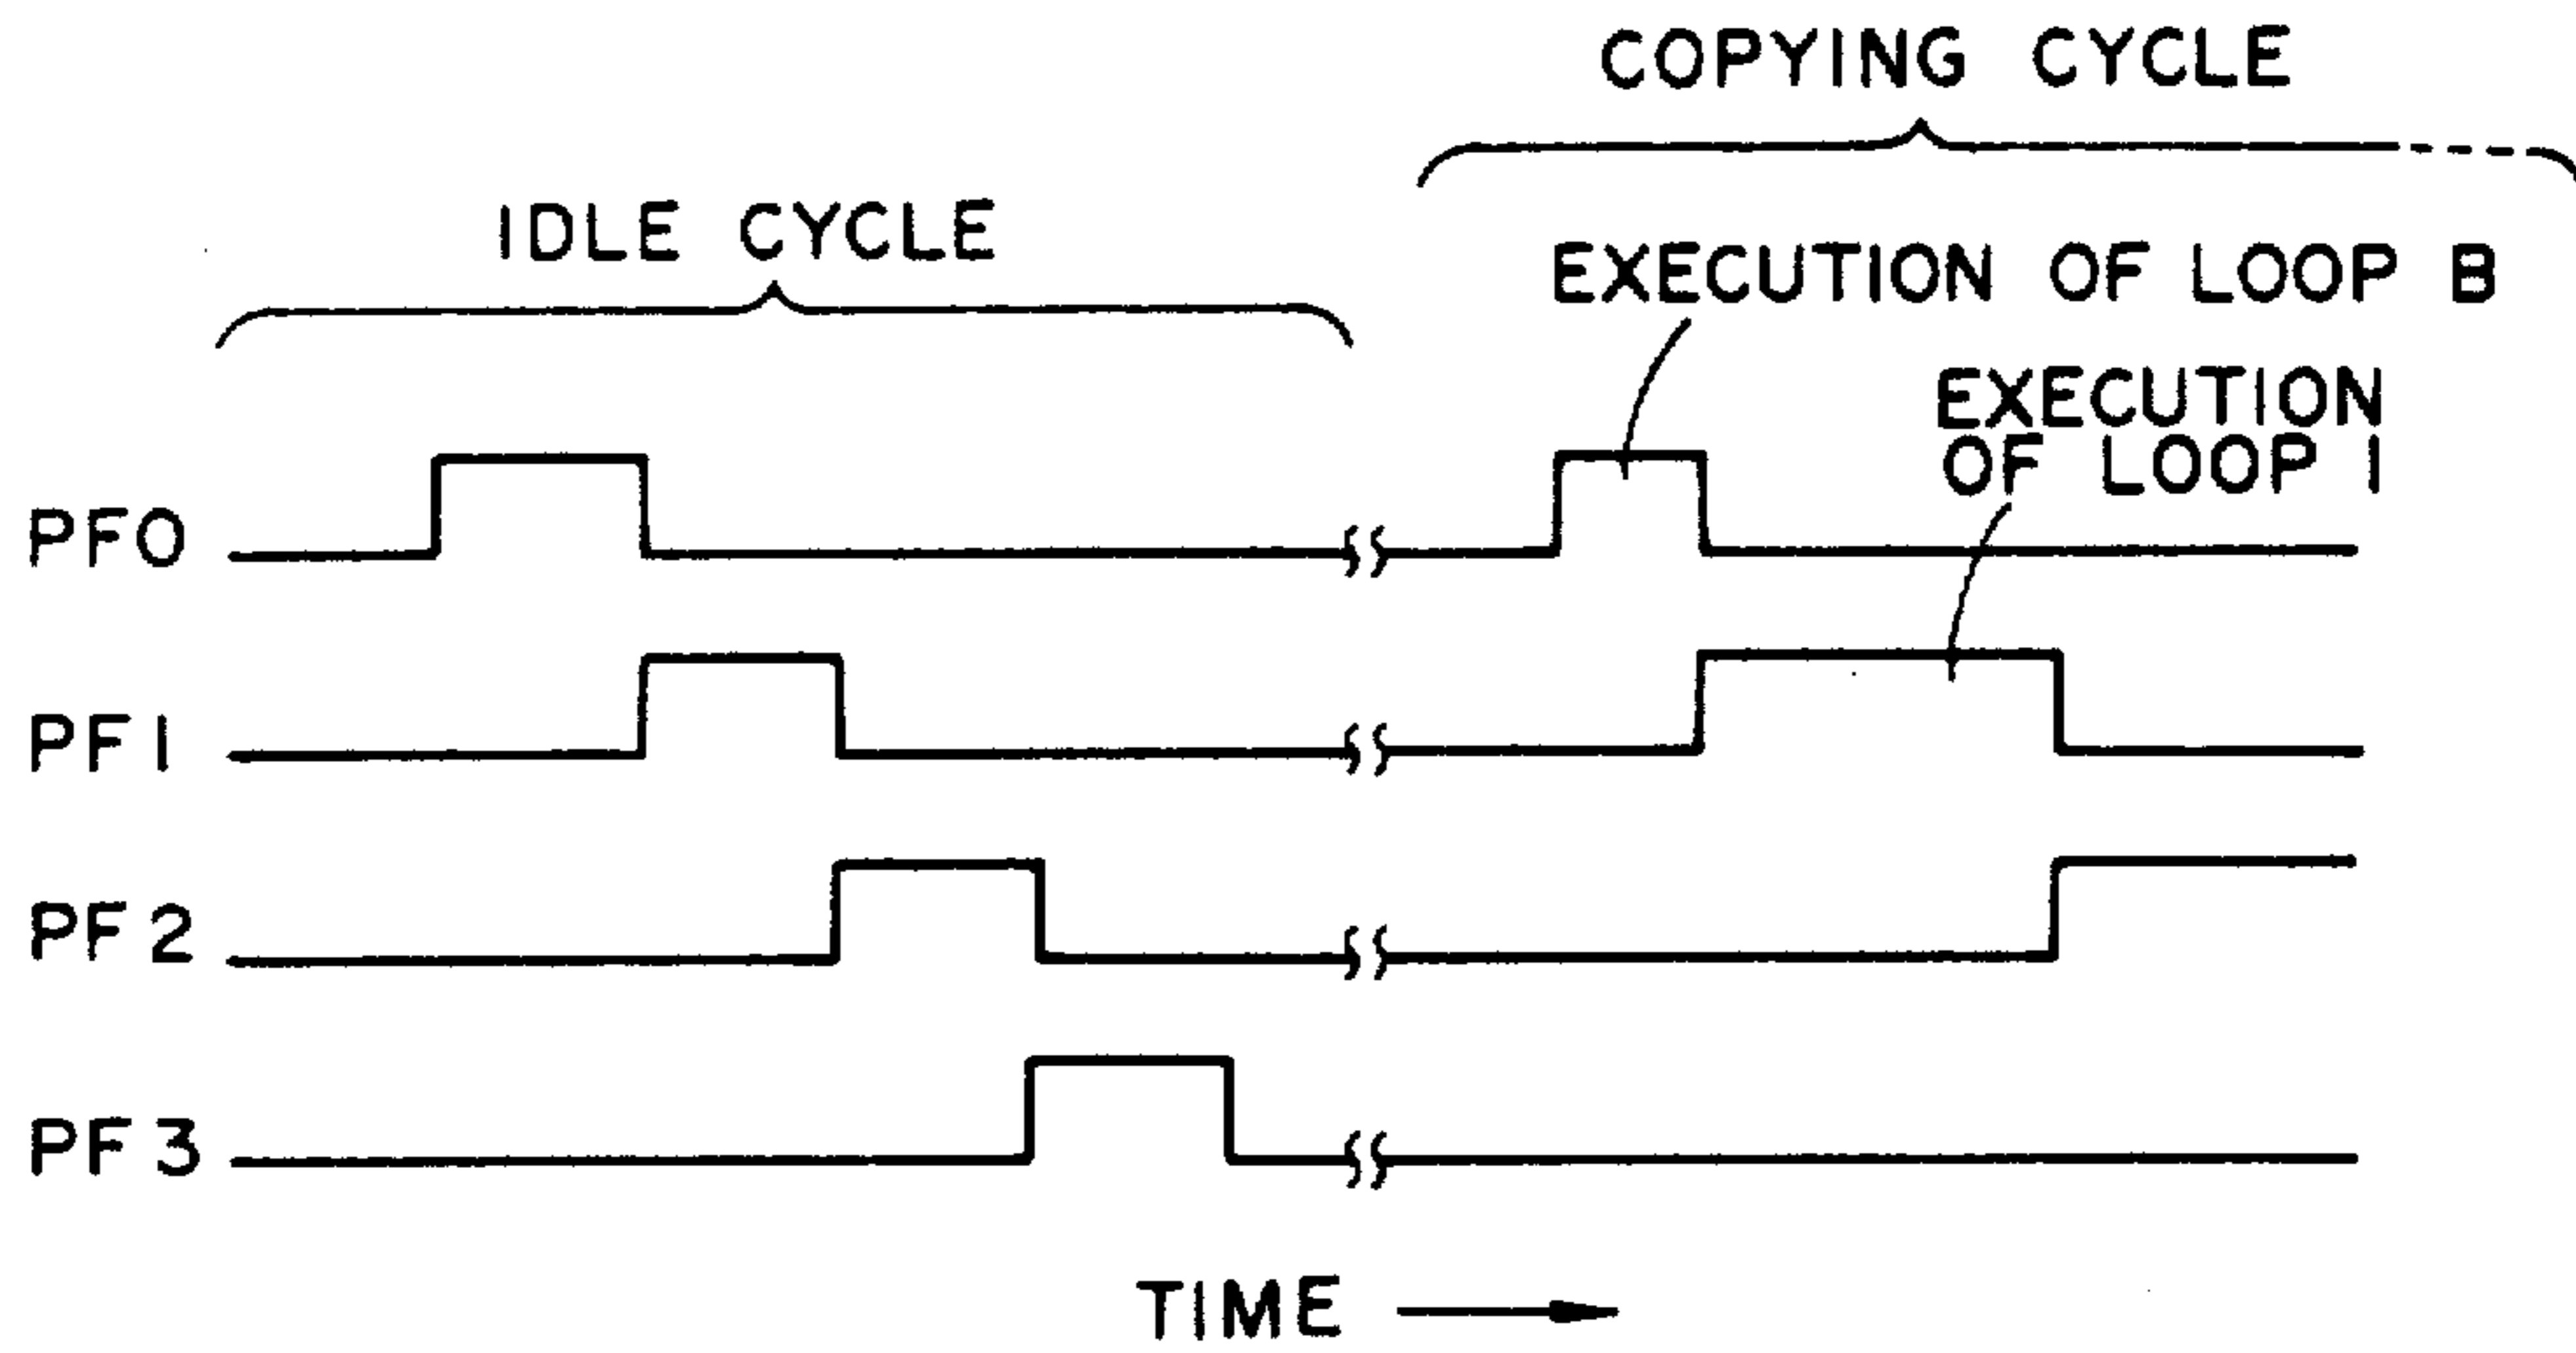 COPYING CYCLE
IDLE CYCLE
EXECUTION OF LOOP B
EXECUTION
OF LOOP I
PF0
PF1
PF2
PF3
TIME